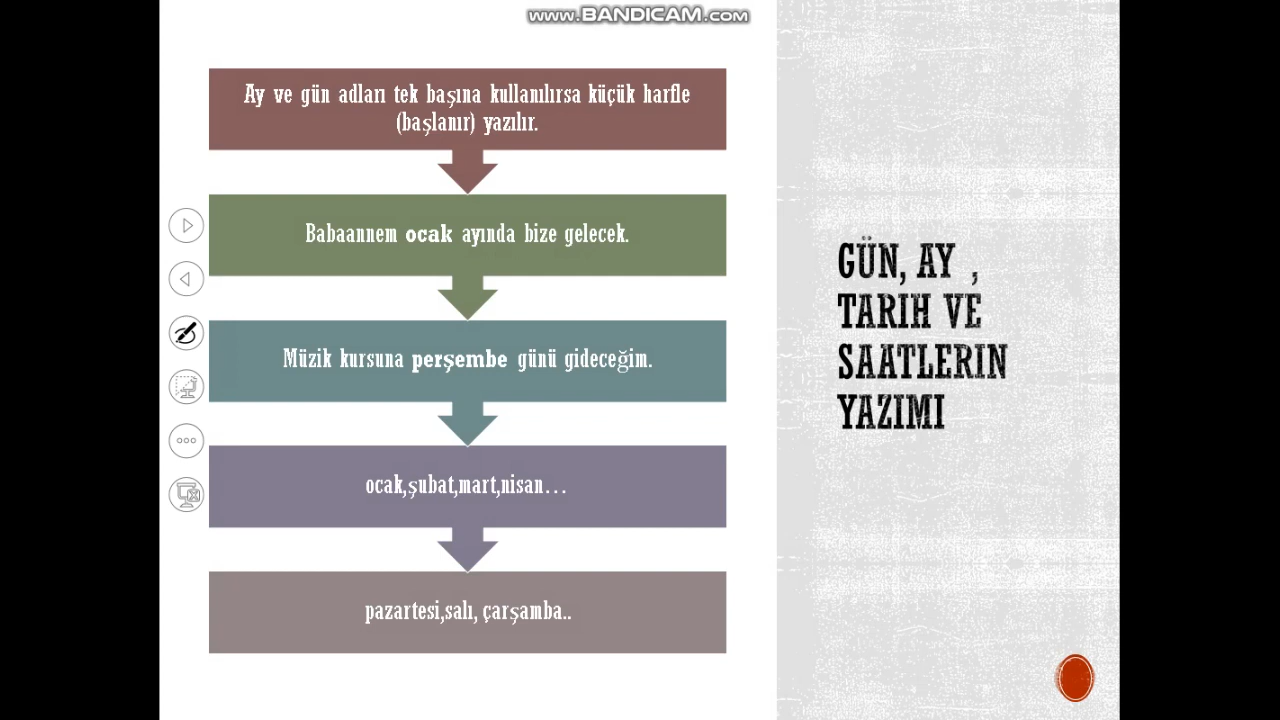 www.BANDICAM.com
Ay ve gün adları tek başına kullanılırsa küçük harfle
(başlanır) yazılır.
Babaannem ocak ayında bize gelecek.
Müzik kursuna perşembe günü gideceğim.
ocak,şubat,mart,nisan…
pazartesi,salı, çarşamba..
GÜN, AY ,
TARIH VE
SAATLERIN
YAZIMI